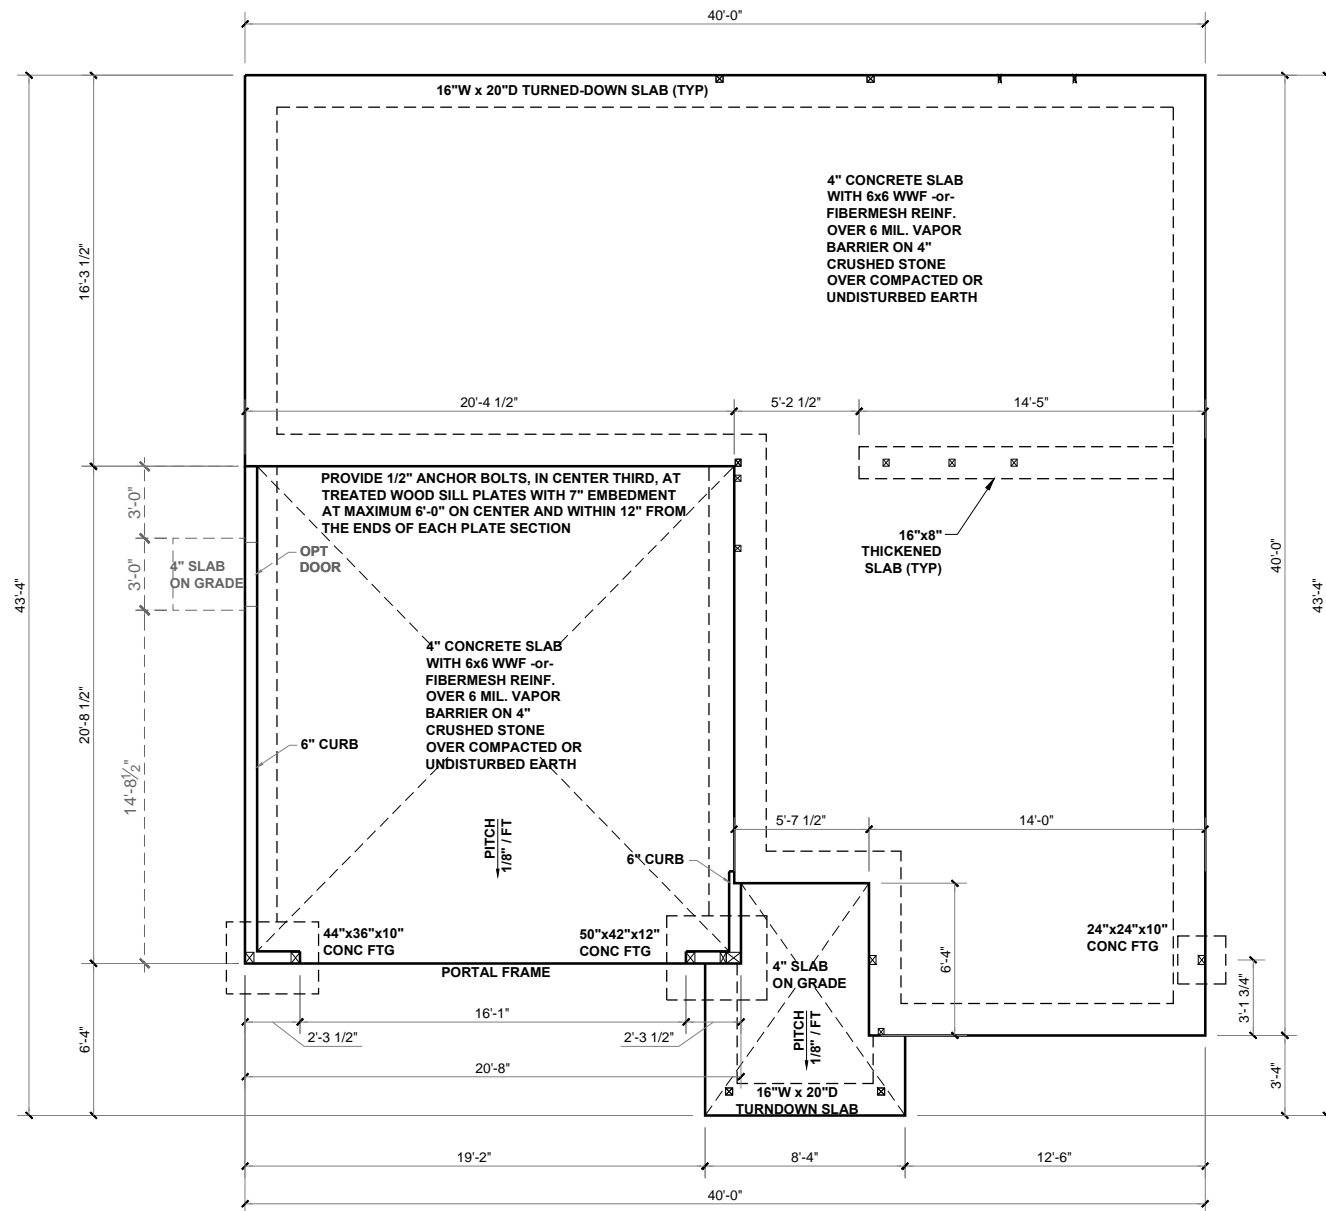 40'-0"
16"W x 20"D TURNED-DOWN SLAB (TYP)
4" CONCRETE SLAB
WITH 6x6 WWF -or-
FIBERMESH REINF.
OVER 6 MIL. VAPOR
BARRIER ON 4"
CRUSHED STONE
OVER COMPACTED OR
UNDISTURBED EARTH
16'-3 1/2"
20'-4 1/2"
5'-2 1/2"
14'-5"
PROVIDE 1/2" ANCHOR BOLTS, IN CENTER THIRD, AT
TREATED WOOD SILL PLATES WITH 7" EMBEDMENT
AT MAXIMUM 6'-0" ON CENTER AND WITHIN 12" FROM
THE ENDS OF EACH PLATE SECTION
3'-0"
OPT
DOOR
4" SLAB
ON GRADE
3'-0"
16"x8"
THICKENED
SLAB (TYP)
43'-4"
40'-0"
43'-4"
4" CONCRETE SLAB
WITH 6x6 WWF -or-
FIBERMESH REINF.
OVER 6 MIL. VAPOR
BARRIER ON 4"
CRUSHED STONE
OVER COMPACTED OR
UNDISTURBED EARTH
20'-8 1/2"
6" CURB
14'-8½"
PITCH
1/8" / FT
5'-7 1/2"
14'-0"
6" CURB
44"x36"x10"
CONC FTG
50"x42"x12"
CONC FTG
24"x24"x10"
CONC FTG
PORTAL FRAME
4" SLAB
ON GRADE
6'-4"
3'-1 3/4"
16'-1"
2'-3 1/2"
2'-3 1/2"
PITCH
1/8" / FT
6'-4"
20'-8"
3'-4"
16"W x 20"D
TURNDOWN SLAB
19'-2"
8'-4"
12'-6"
40'-0"